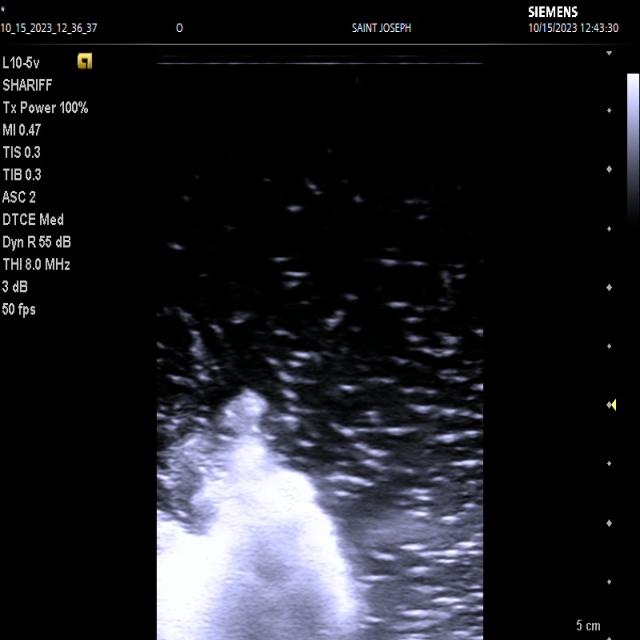 *
SIEMENS
10_15_2023_12_36_37 O SAINT JOSEPH 10/15/2023 12:43:30
L10-5v
SHARIFF
Tx Power 100%
MI 0.47
TIS 0.3
TIB 0.3
ASC 2
DTCE Med
Dyn R 55 dB
THI 8.0 MHz
3 dB
50 fps
5 cm